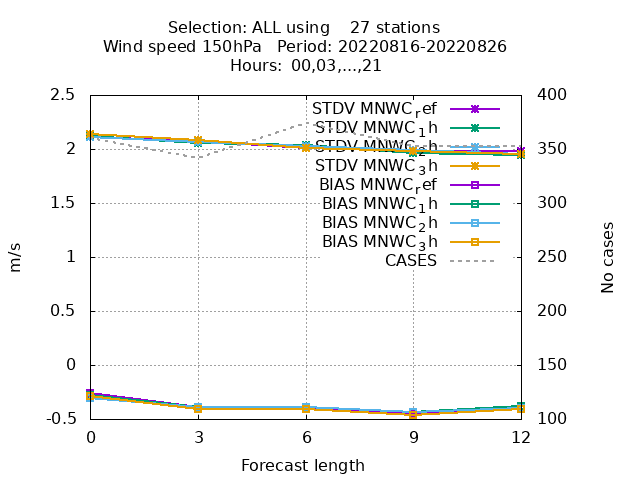 Selection: ALL using    27 stations
Wind speed 150hPa   Period: 20220816-20220826
Hours:  00,03,...,21
2.5
2
1.5
1
0.5
0
-0.5
m/s
400
350
300
250
200
150
100
No cases
STDV MNWC_ref
STDV MNWC_1h
STDV MNWC_2h
STDV MNWC_3h
BIAS MNWC_ref
BIAS MNWC_1h
BIAS MNWC_2h
BIAS MNWC_3h
CASES
0 3 6 9 12
Forecast length